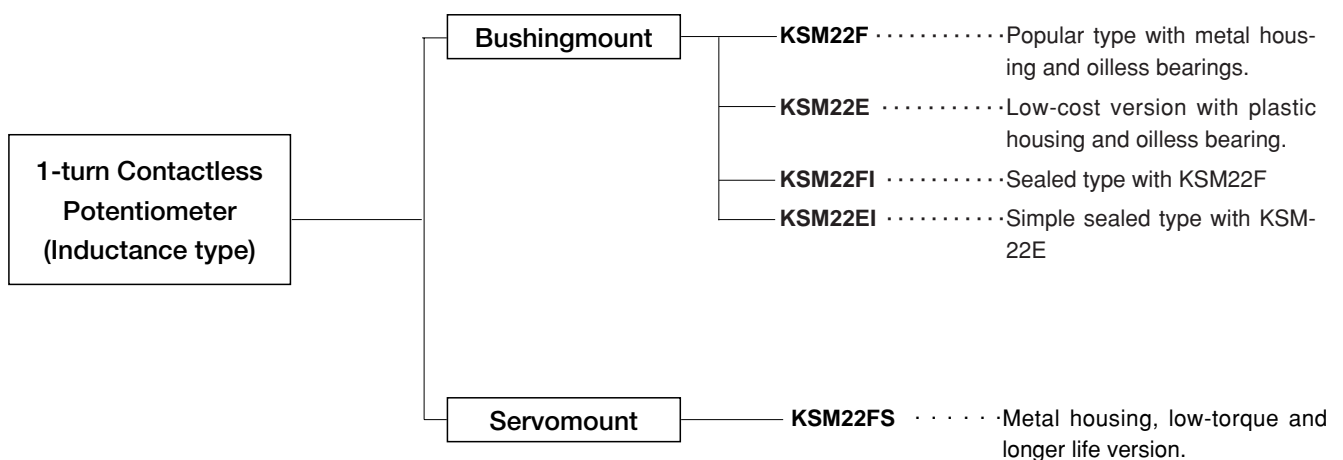 1-turn Contactless
Potentiometer
(Inductance type)
Bushingmount
KSM22F ············Popular type with metal hous-
ing and oilless bearings.
KSM22E ···········Low-cost version with plastic
housing and oilless bearing.
KSM22FI ···········Sealed type with KSM22F
KSM22EI ···········Simple sealed type with KSM-
22E
Servomount
KSM22FS ······Metal housing, low-torque and
longer life version.